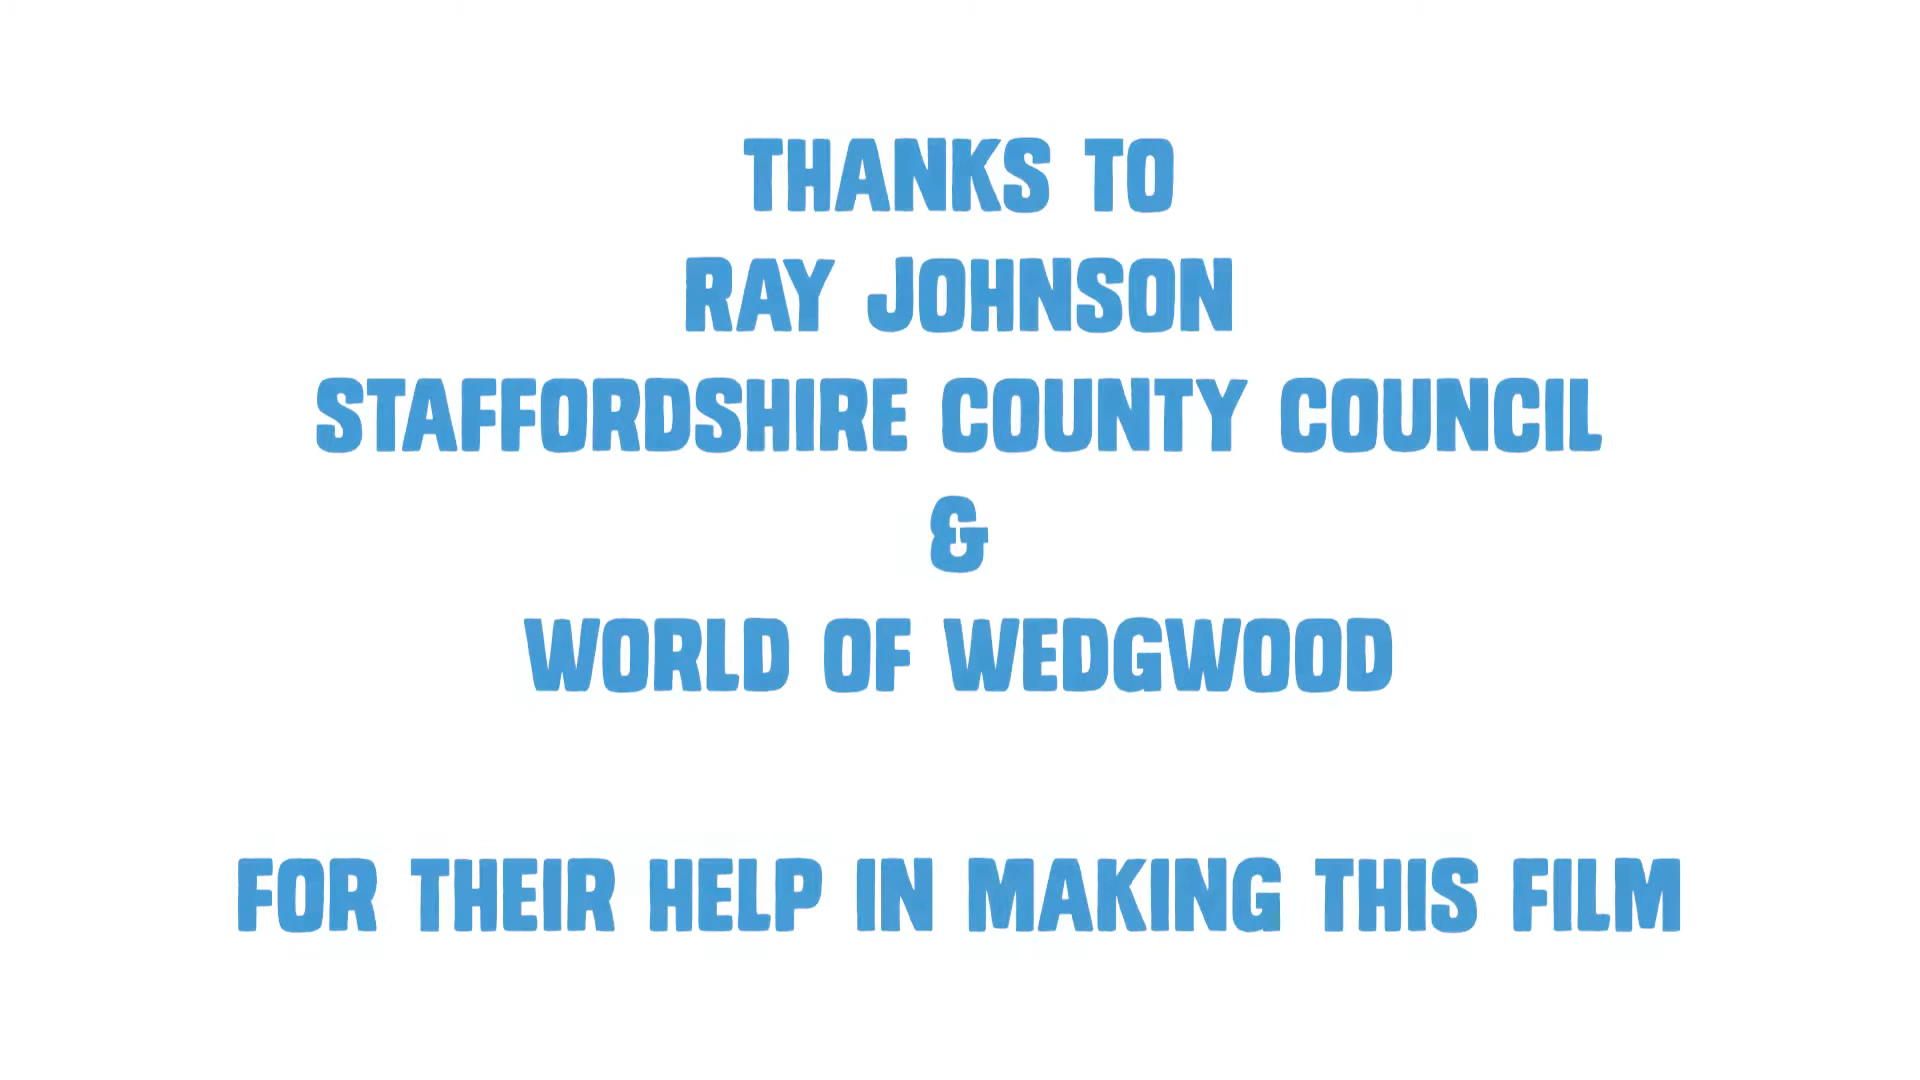 THANKS TO
RAY JOHNSON
STAFFORDSHIRE COUNTY COUNCIL
&
WORLD OF WEDGWOOD
FOR THEIR HELP IN MAKING THIS FILM